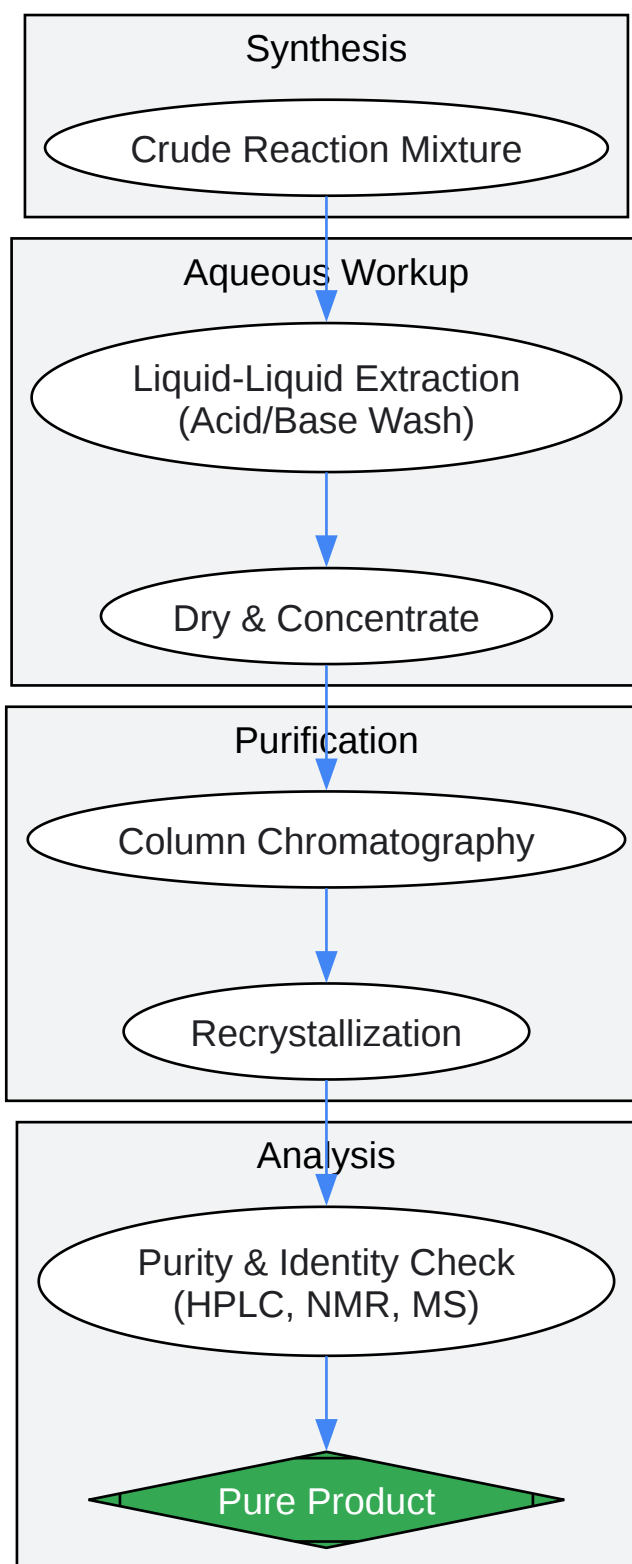 Synthesis
Crude Reaction Mixture
Aqueous Workup
Liquid-Liquid Extraction
(Acid/Base Wash)
Dry & Concentrate
Purification
Column Chromatography
Recrystallization
Analysis
Purity & Identity Check
(HPLC, NMR, MS)
Pure Product